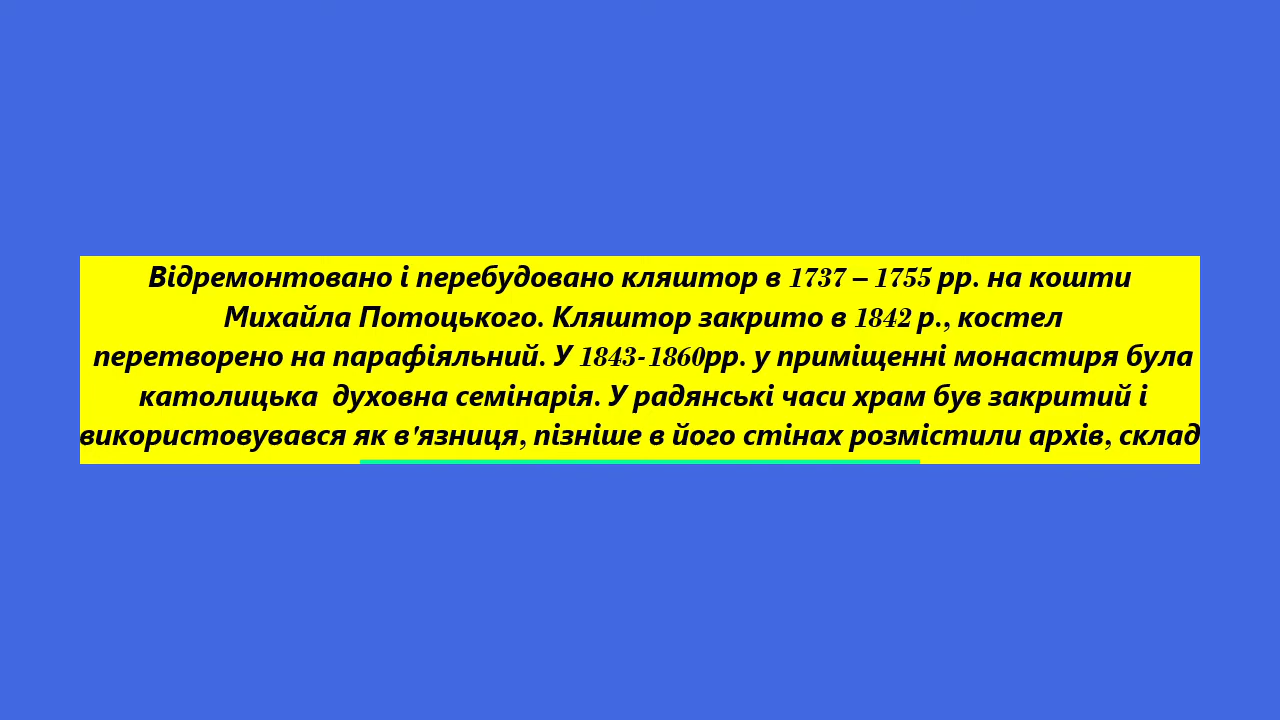 Відремонтовано і перебудовано кляштор в 1737 – 1755 рр. на кошти
Михайла Потоцького. Кляштор закрито в 1842 р., костел
перетворено на парафіяльний. У 1843-1860рр. у приміщенні монастиря була
католицька  духовна семінарія. У радянські часи храм був закритий і
використовувався як в'язниця, пізніше в його стінах розмістили архів, склад